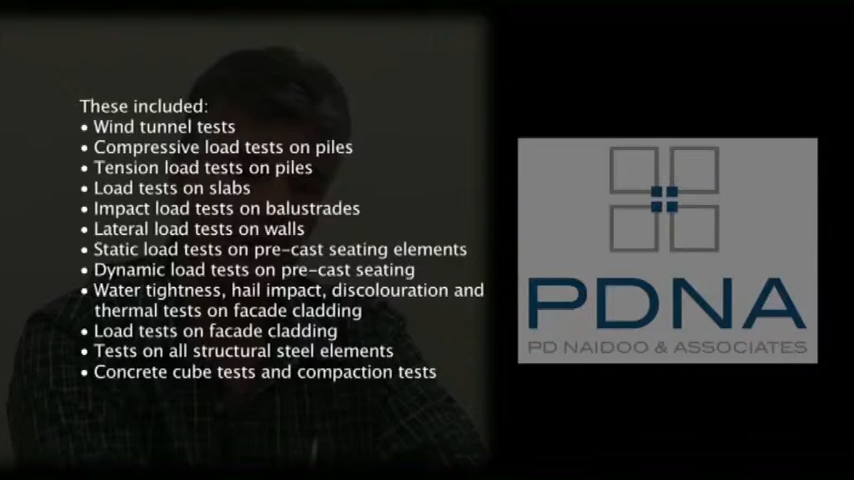 These included:
• Wind tunnel tests
• Compressive load tests on piles
• Tension load tests on piles
• Load tests on slabs
• Impact load tests on balustrades
• Lateral load tests on walls
• Static load tests on pre-cast seating elements
• Dynamic load tests on pre-cast seating
• Water tightness, hail impact, discolouration and
thermal tests on facade cladding
• Load tests on facade cladding
• Tests on all structural steel elements
• Concrete cube tests and compaction tests
PDNA
PD NAIDOO & ASSOCIATES